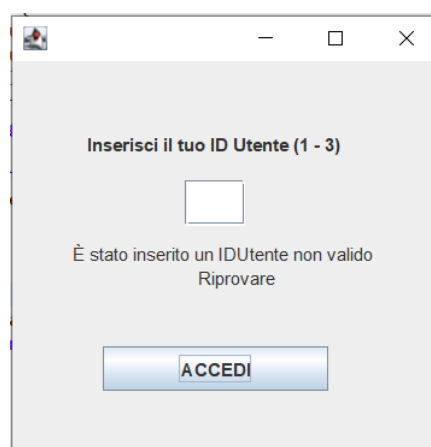 Inserisci il tuo ID Utente (1 - 3)
È stato inserito un IDUtente non valido
Riprovare
ACCEDI